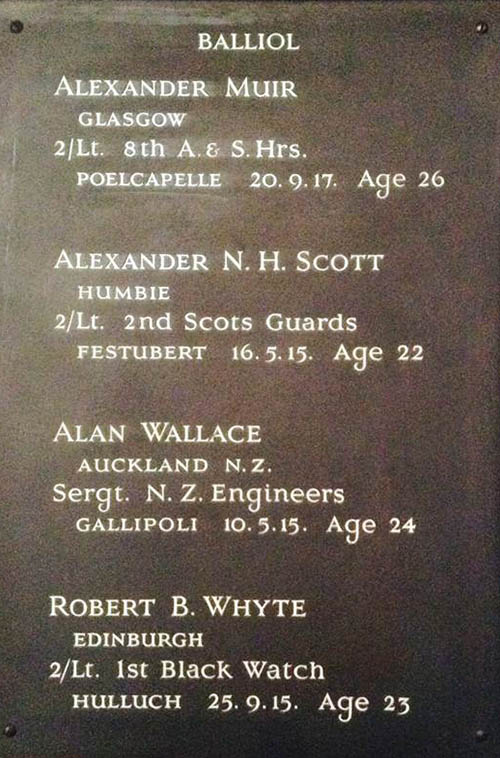 BALLIOL
ALEXANDER MUIR
GLASGOW
2/Lt. 8th A. & S. Hrs.
POELCAPELLE 20.9.17. Age 26
ALEXANDER N. H. SCOTT
HUMBIE
2/Lt. 2nd Scots Guards
FESTUBERT 16.5.15. Age 22
ALAN WALLACE
AUCKLAND N.Z.
Sergt. N. Z. Engineers
GALLIPOLI 10.5.15. Age 24
ROBERT B. WHYTE
EDINBURGH
2/Lt. 1st Black Watch
HULLUCH 25.9.15. Age 23